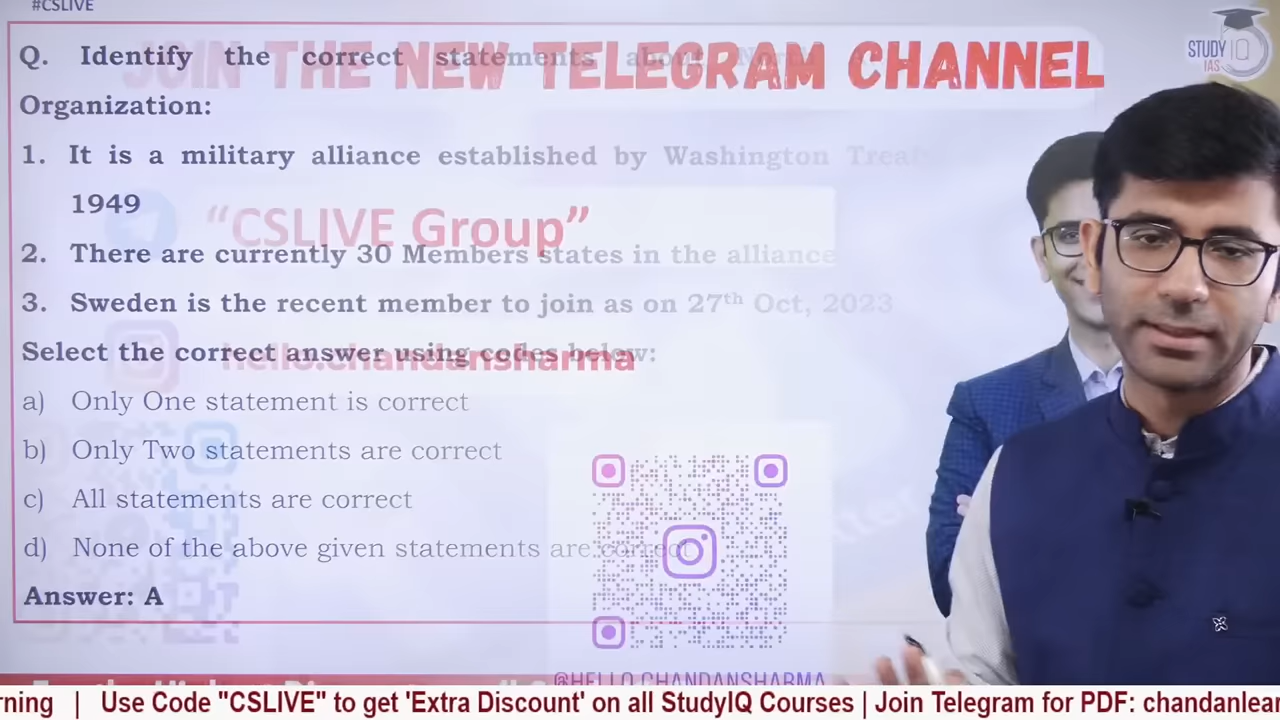 #CSLIVE
JOIN THE NEW TELEGRAM CHANNEL
STUDY IQ
IAS
Q. Identify the correct statements about North
Organization:
1. It is a military alliance established by Washington Treaty
1949
"CSLIVE Group"
2. There are currently 30 Members states in the alliance
3. Sweden is the recent member to join as on 27th Oct, 2023
Select the correct answer using codes below:
hello.chandansharma
a) Only One statement is correct
b) Only Two statements are correct
c) All statements are correct
d) None of the above given statements are correct
Answer: A
@HELLO.CHANDANSHARMA
rning | Use Code "CSLIVE" to get 'Extra Discount' on all StudyIQ Courses | Join Telegram for PDF: chandanlear